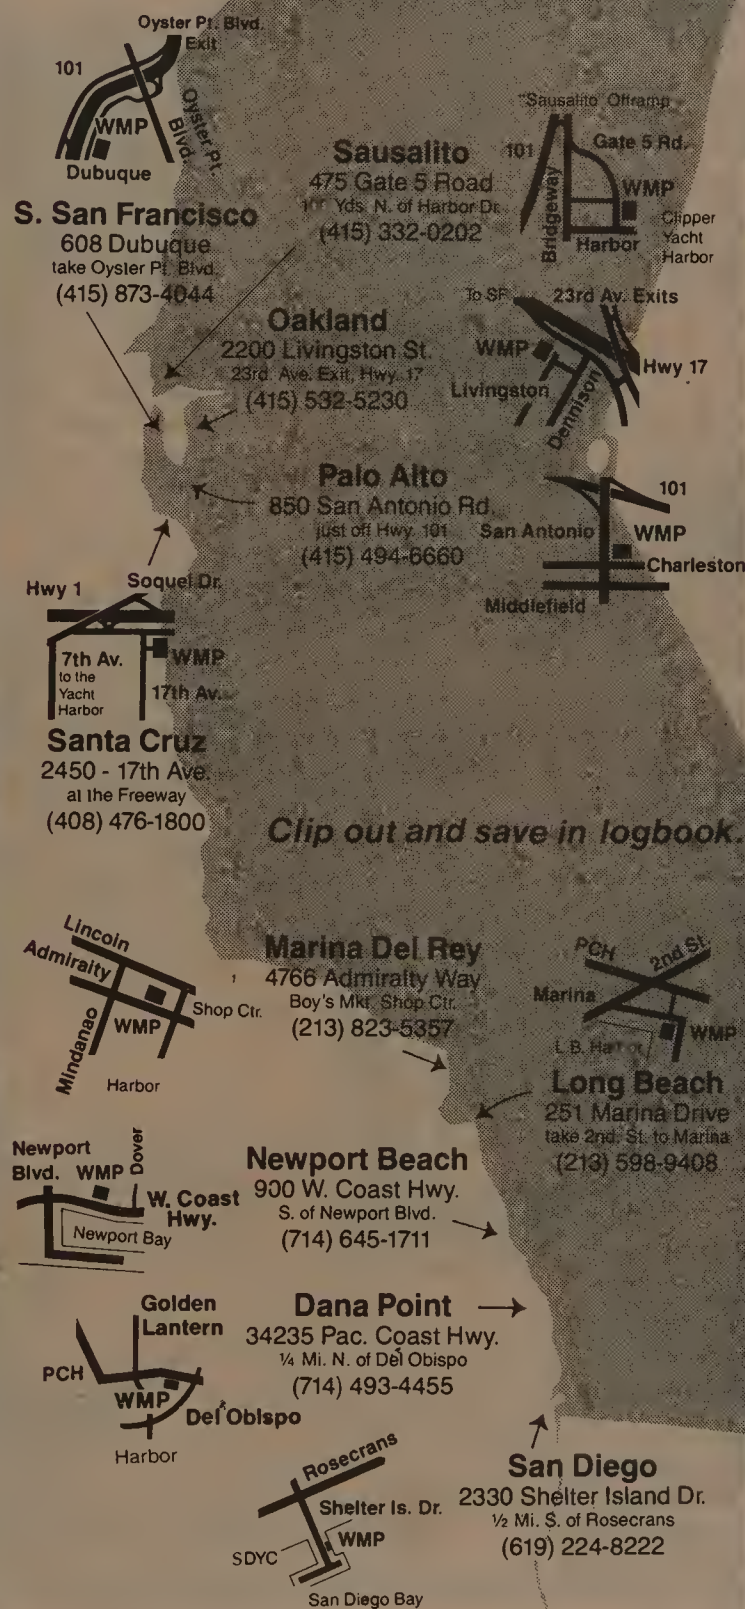 Oyster Pt. Blvd.
Exit
101
Oyster Pt.
Blvd.
WMP
Dubuque
S. San Francisco
608 Dubuque
take Oyster Pt. Blvd.
(415) 873-4044
Sausalito
475 Gate 5 Road
100 Yds. N. of Harbor Dr.
(415) 332-0202
"Sausalito" Offramp
101
Gate 5 Rd.
Bridgeway
WMP
Harbor
Clipper
Yacht
Harbor
Oakland
2200 Livingston St.
23rd. Ave. Exit, Hwy. 17
(415) 532-5230
To SF
23rd Av. Exits
WMP
Hwy 17
Livingston
Dennison
Palo Alto
850 San Antonio Rd.
just off Hwy. 101
(415) 494-6660
101
San Antonio
WMP
Charleston
Middlefield
Hwy 1
Soquel Dr.
7th Av.
to the
Yacht
Harbor
WMP
17th Av.
Santa Cruz
2450 - 17th Ave.
at the Freeway
(408) 476-1800
Clip out and save in logbook.
Lincoln
Admiralty
Mindanao
WMP
Shop Ctr.
Harbor
Marina Del Rey
4766 Admiralty Way
Boy's Mkt. Shop Ctr.
(213) 823-5357
PCH
2nd St.
Marina
WMP
L.B. Harbor
Long Beach
251 Marina Drive
take 2nd. St. to Marina
(213) 598-9408
Newport
Blvd.
WMP
Dover
W. Coast
Hwy.
Newport Bay
Newport Beach
900 W. Coast Hwy.
S. of Newport Blvd.
(714) 645-1711
Golden
Lantern
PCH
WMP
Del Obispo
Harbor
Dana Point
34235 Pac. Coast Hwy.
¼ Mi. N. of Del Obispo
(714) 493-4455
Rosecrans
Shelter Is. Dr.
WMP
SDYC
San Diego Bay
San Diego
2330 Shelter Island Dr.
½ Mi. S. of Rosecrans
(619) 224-8222